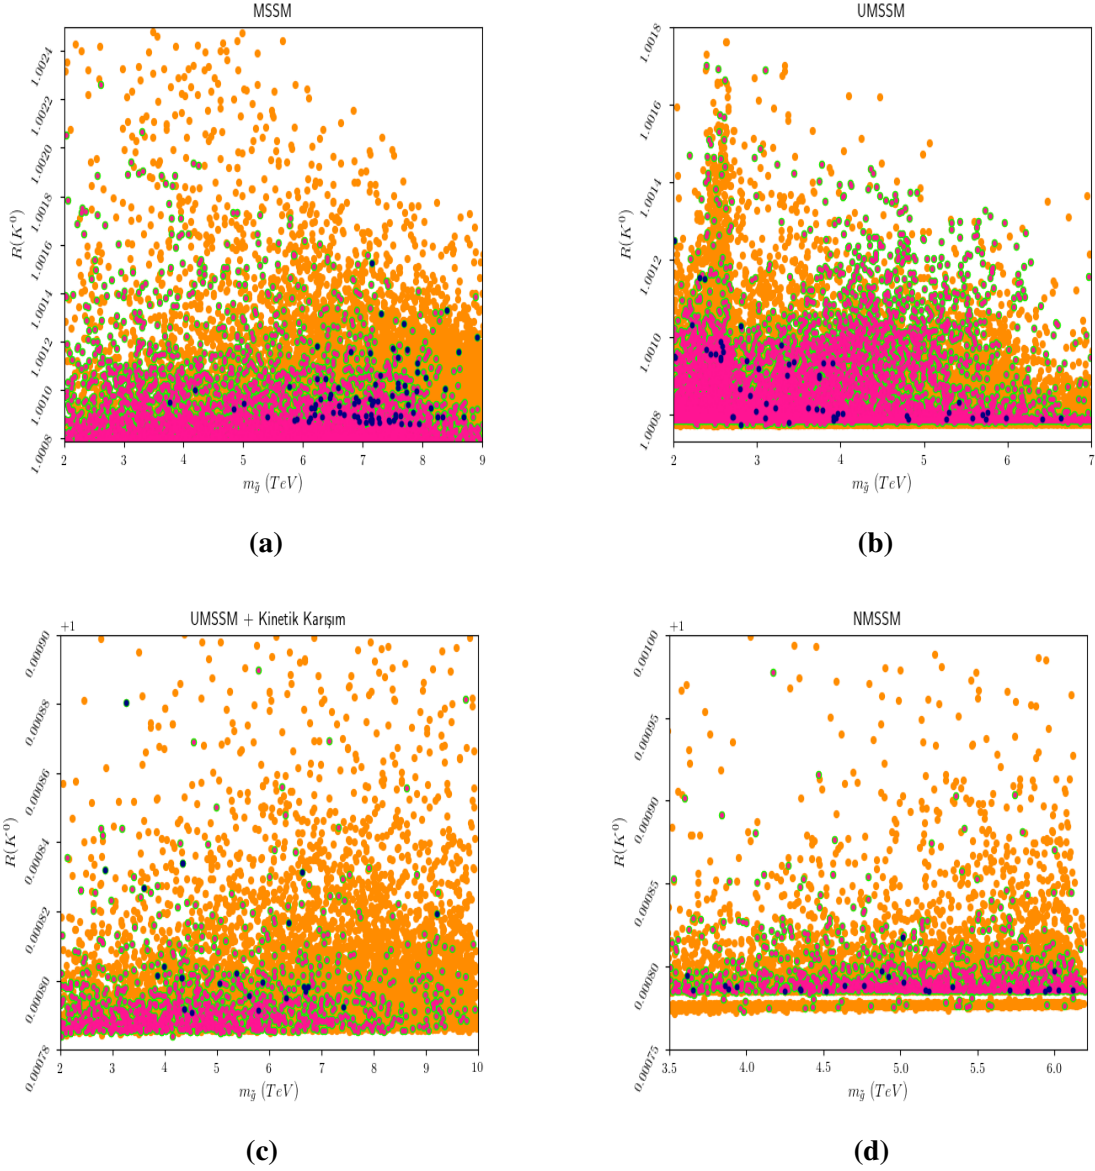 MSSM
1.0024
1.0022
1.0020
1.0018
1.0016
1.0014
1.0012
1.0010
1.0008
R(K⁰)
2 3 4 5 6 7 8 9
m_g̃ (TeV)
(a)
UMSSM
1.0018
1.0016
1.0014
1.0012
1.0010
1.0008
R(K⁰)
2 3 4 5 6 7
m_g̃ (TeV)
(b)
UMSSM + Kinetik Karışım
+1
0.00090
0.00088
0.00086
0.00084
0.00082
0.00080
0.00078
R(K⁰)
2 3 4 5 6 7 8 9 10
m_g̃ (TeV)
(c)
NMSSM
+1
0.00100
0.00095
0.00090
0.00085
0.00080
0.00075
R(K⁰)
3.5 4.0 4.5 5.0 5.5 6.0
m_g̃ (TeV)
(d)